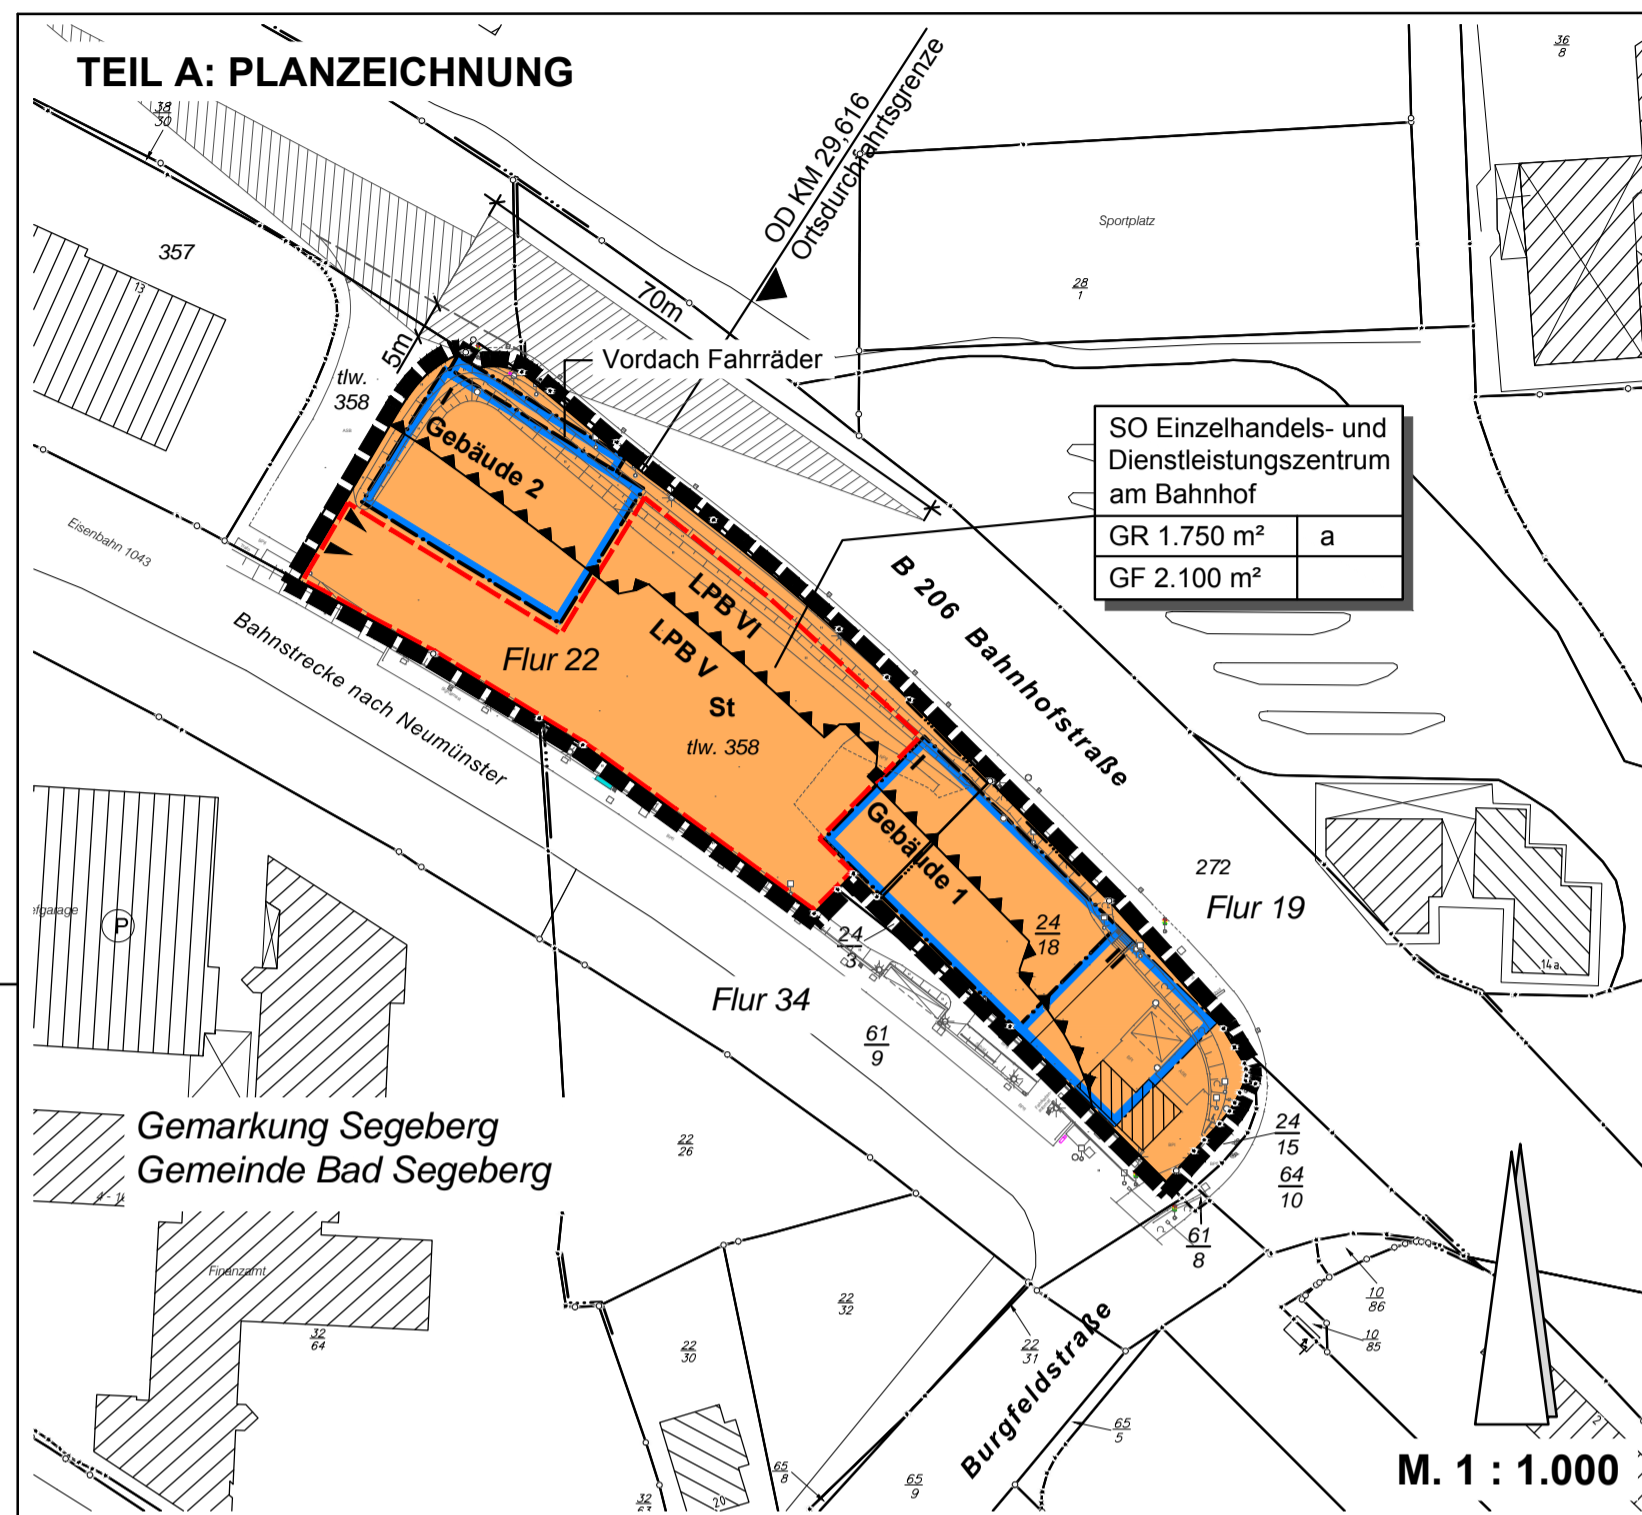 TEIL A: PLANZEICHNUNG
38
30
36
8
OD KM 29,616
Ortsdurchfahrtsgrenze
Sportplatz
28
1
357
13
70m
5m
Vordach Fahrräder
tlw.
358
SO Einzelhandels- und
Dienstleistungszentrum
am Bahnhof
GR 1.750 m²
a
GF 2.100 m²
I
Gebäude 2
Eisenbahn 1043
Bahnstrecke nach Neumünster
Flur 22
LPB VI
LPB V
St
tlw. 358
B 206 Bahnhofstraße
I
Gebäude 1
272
Flur 19
24
18
24
3
II
14a
P
Flur 34
61
9
Gemarkung Segeberg
Gemeinde Bad Segeberg
22
26
24
15
64
10
61
8
Finanzamt
32
64
22
32
22
30
22
31
10
86
10
85
Burgfeldstraße
65
5
65
8
65
9
20
2
M. 1 : 1.000